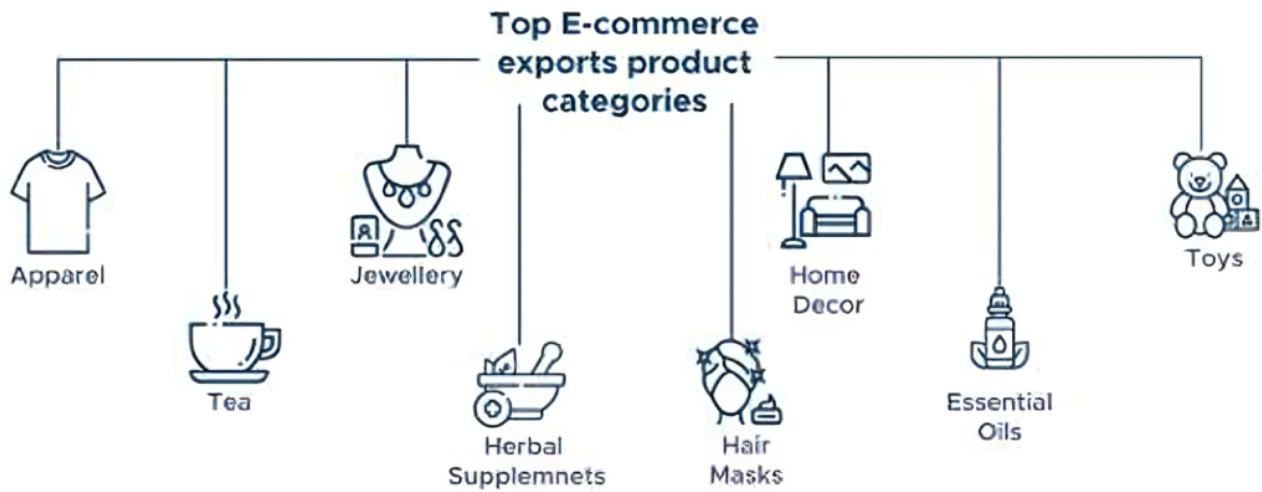 Top E-commerce
exports product
categories
Apparel
Tea
Jewellery
Herbal
Supplemnets
Hair
Masks
Home
Decor
Essential
Oils
Toys